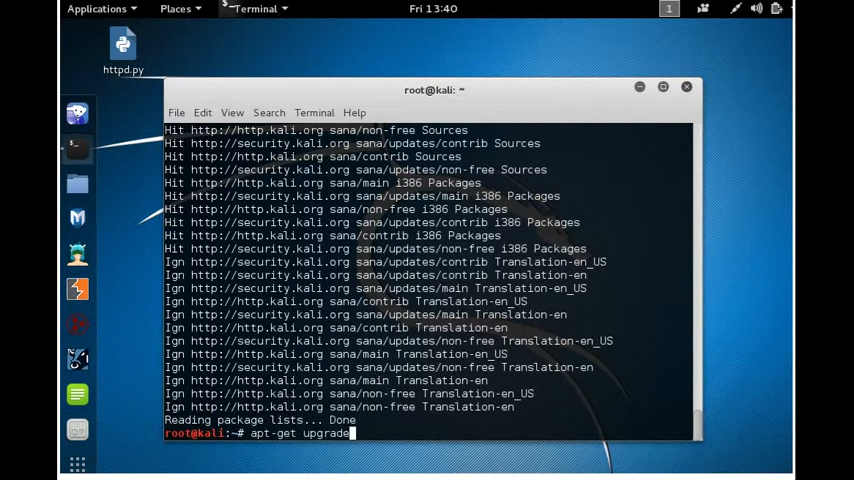 Applications Places Terminal Fri 13:40 1
httpd.py
root@kali: ~
File Edit View Search Terminal Help
Hit http://http.kali.org sana/non-free Sources
Hit http://security.kali.org sana/updates/contrib Sources
Hit http://http.kali.org sana/contrib Sources
Hit http://security.kali.org sana/updates/non-free Sources
Hit http://http.kali.org sana/main i386 Packages
Hit http://security.kali.org sana/updates/main i386 Packages
Hit http://http.kali.org sana/non-free i386 Packages
Hit http://security.kali.org sana/updates/contrib i386 Packages
Hit http://http.kali.org sana/contrib i386 Packages
Hit http://security.kali.org sana/updates/non-free i386 Packages
Ign http://security.kali.org sana/updates/contrib Translation-en_US
Ign http://security.kali.org sana/updates/contrib Translation-en
Ign http://security.kali.org sana/updates/main Translation-en_US
Ign http://http.kali.org sana/contrib Translation-en_US
Ign http://security.kali.org sana/updates/main Translation-en
Ign http://http.kali.org sana/contrib Translation-en
Ign http://security.kali.org sana/updates/non-free Translation-en_US
Ign http://http.kali.org sana/main Translation-en_US
Ign http://security.kali.org sana/updates/non-free Translation-en
Ign http://http.kali.org sana/main Translation-en
Ign http://http.kali.org sana/non-free Translation-en_US
Ign http://http.kali.org sana/non-free Translation-en
Reading package lists... Done
root@kali:~# apt-get upgrade